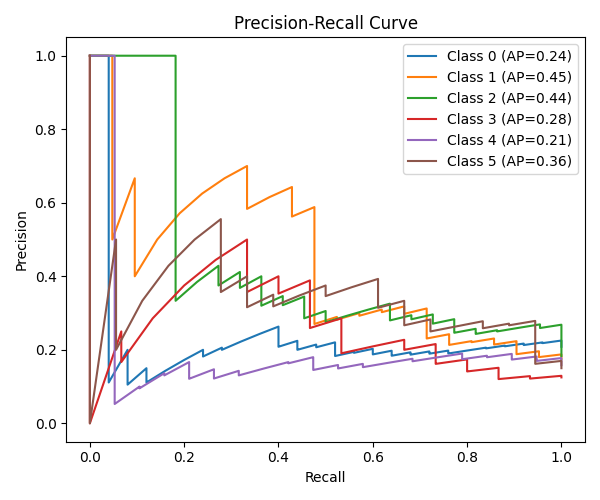 Precision-Recall Curve
Class 0 (AP=0.24)
Class 1 (AP=0.45)
Class 2 (AP=0.44)
Class 3 (AP=0.28)
Class 4 (AP=0.21)
Class 5 (AP=0.36)
Precision
1.0
0.8
0.6
0.4
0.2
0.0
0.0 0.2 0.4 0.6 0.8 1.0
Recall